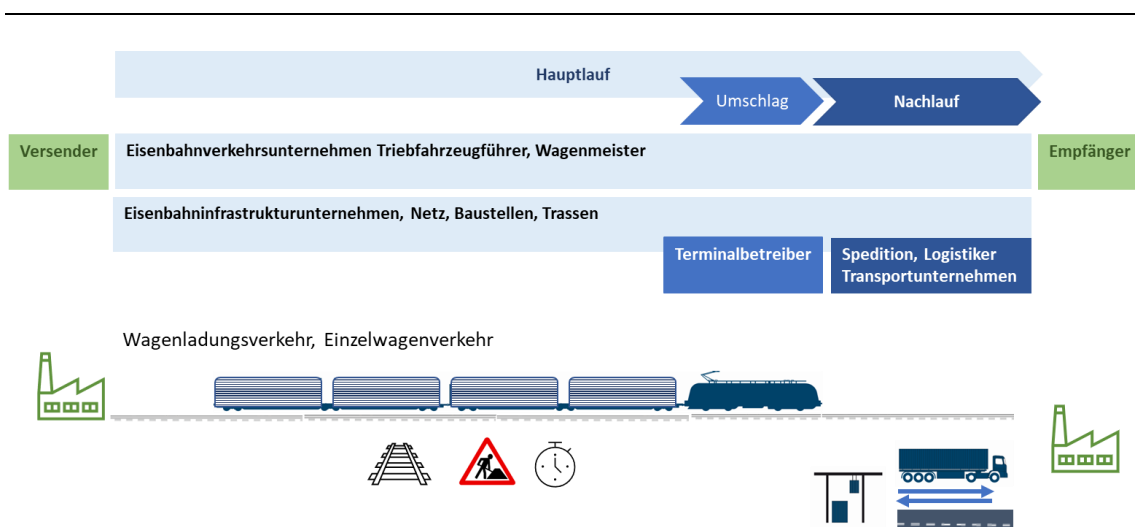 Hauptlauf
Umschlag
Nachlauf
Versender
Eisenbahnverkehrsunternehmen Triebfahrzeugführer, Wagenmeister
Empfänger
Eisenbahninfrastrukturunternehmen, Netz, Baustellen, Trassen
Terminalbetreiber
Spedition, Logistiker
Transportunternehmen
Wagenladungsverkehr, Einzelwagenverkehr